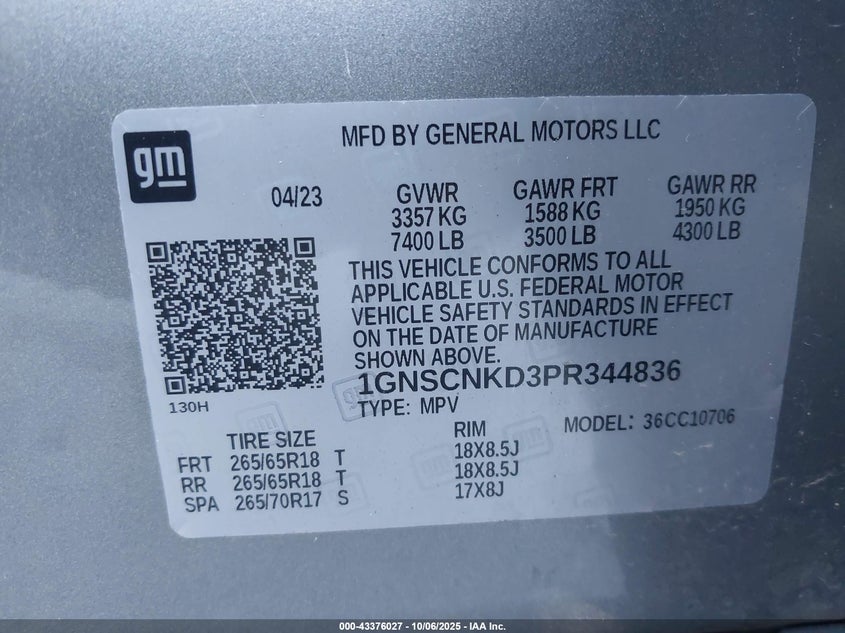 gm
MFD BY GENERAL MOTORS LLC
04/23
GVWR GAWR FRT GAWR RR
3357 KG 1588 KG 1950 KG
7400 LB 3500 LB 4300 LB
THIS VEHICLE CONFORMS TO ALL
APPLICABLE U.S. FEDERAL MOTOR
VEHICLE SAFETY STANDARDS IN EFFECT
ON THE DATE OF MANUFACTURE
SHOWN ABOVE.
1GNSCNKD3PR344836
130H
TYPE: MPV
MODEL: 36CC10706
TIRE SIZE RIM
FRT 265/65R18 T 18X8.5J
RR 265/65R18 T 18X8.5J
SPA 265/70R17 S 17X8J
000-43376027 - 10/06/2025 - IAA Inc.